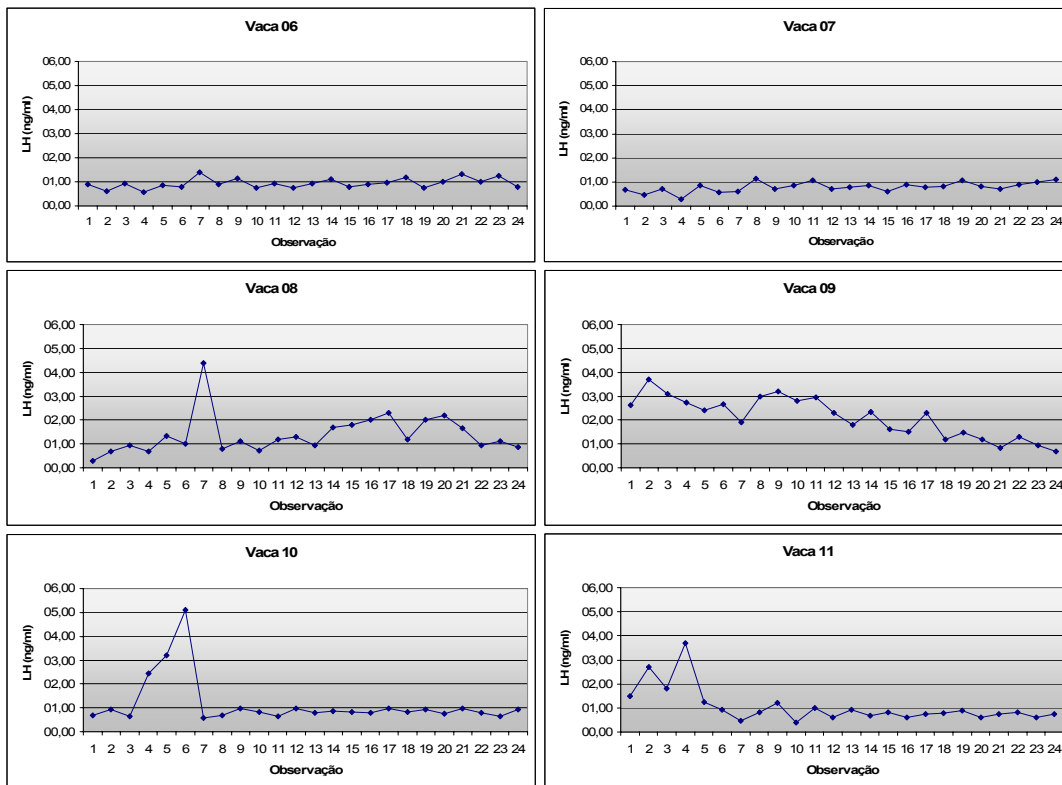 Vaca 06
06,00
05,00
04,00
03,00
02,00
01,00
00,00
LH (ng/ml)
1 2 3 4 5 6 7 8 9 10 11 12 13 14 15 16 17 18 19 20 21 22 23 24
Observação
Vaca 07
06,00
05,00
04,00
03,00
02,00
01,00
00,00
LH (ng/ml)
1 2 3 4 5 6 7 8 9 10 11 12 13 14 15 16 17 18 19 20 21 22 23 24
Observação
Vaca 08
06,00
05,00
04,00
03,00
02,00
01,00
00,00
LH (ng/ml)
1 2 3 4 5 6 7 8 9 10 11 12 13 14 15 16 17 18 19 20 21 22 23 24
Observação
Vaca 09
06,00
05,00
04,00
03,00
02,00
01,00
00,00
LH (ng/ml)
1 2 3 4 5 6 7 8 9 10 11 12 13 14 15 16 17 18 19 20 21 22 23 24
Observação
Vaca 10
06,00
05,00
04,00
03,00
02,00
01,00
00,00
LH (ng/ml)
1 2 3 4 5 6 7 8 9 10 11 12 13 14 15 16 17 18 19 20 21 22 23 24
Observação
Vaca 11
06,00
05,00
04,00
03,00
02,00
01,00
00,00
LH (ng/ml)
1 2 3 4 5 6 7 8 9 10 11 12 13 14 15 16 17 18 19 20 21 22 23 24
Observação